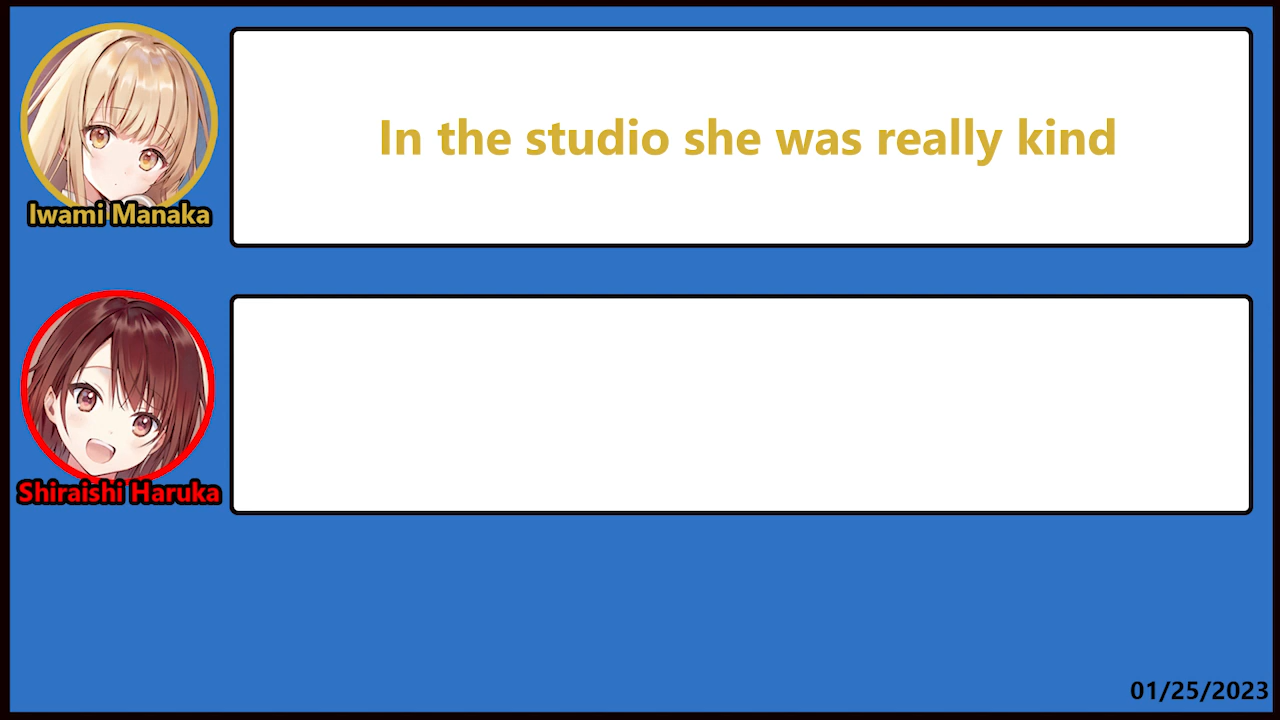 In the studio she was really kind
Iwami Manaka
Shiraishi Haruka
01/25/2023